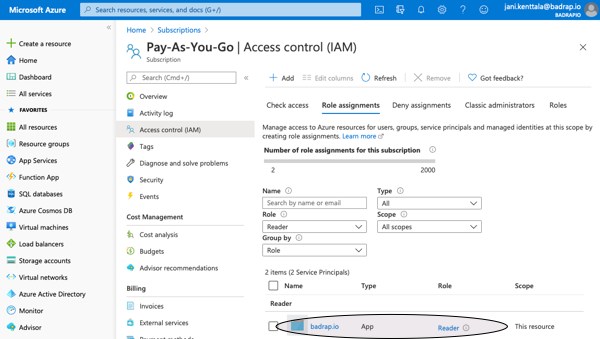 Microsoft Azure
Search resources, services, and docs (G+/)
jani.kenttala@badrap.io
BADRAP.IO
Create a resource
Home
Dashboard
All services
FAVORITES
All resources
Resource groups
App Services
Function App
SQL databases
Azure Cosmos DB
Virtual machines
Load balancers
Storage accounts
Virtual networks
Azure Active Directory
Monitor
Advisor
Home > Subscriptions >
Pay-As-You-Go | Access control (IAM)
Subscription
Search (Cmd+/)
Overview
Activity log
Access control (IAM)
Tags
Diagnose and solve problems
Security
Events
Cost Management
Cost analysis
Budgets
Advisor recommendations
Billing
Invoices
External services
Payment methods
Add Edit columns Refresh Remove Got feedback?
Check access Role assignments Deny assignments Classic administrators Roles
Manage access to Azure resources for users, groups, service principals and managed identities at this scope by
creating role assignments. Learn more
Number of role assignments for this subscription
2 2000
Name Type
Search by name or email All
Role Scope
Reader All scopes
Group by
Role
2 items (2 Service Principals)
Name Type Role Scope
Reader
badrap.io App Reader This resource